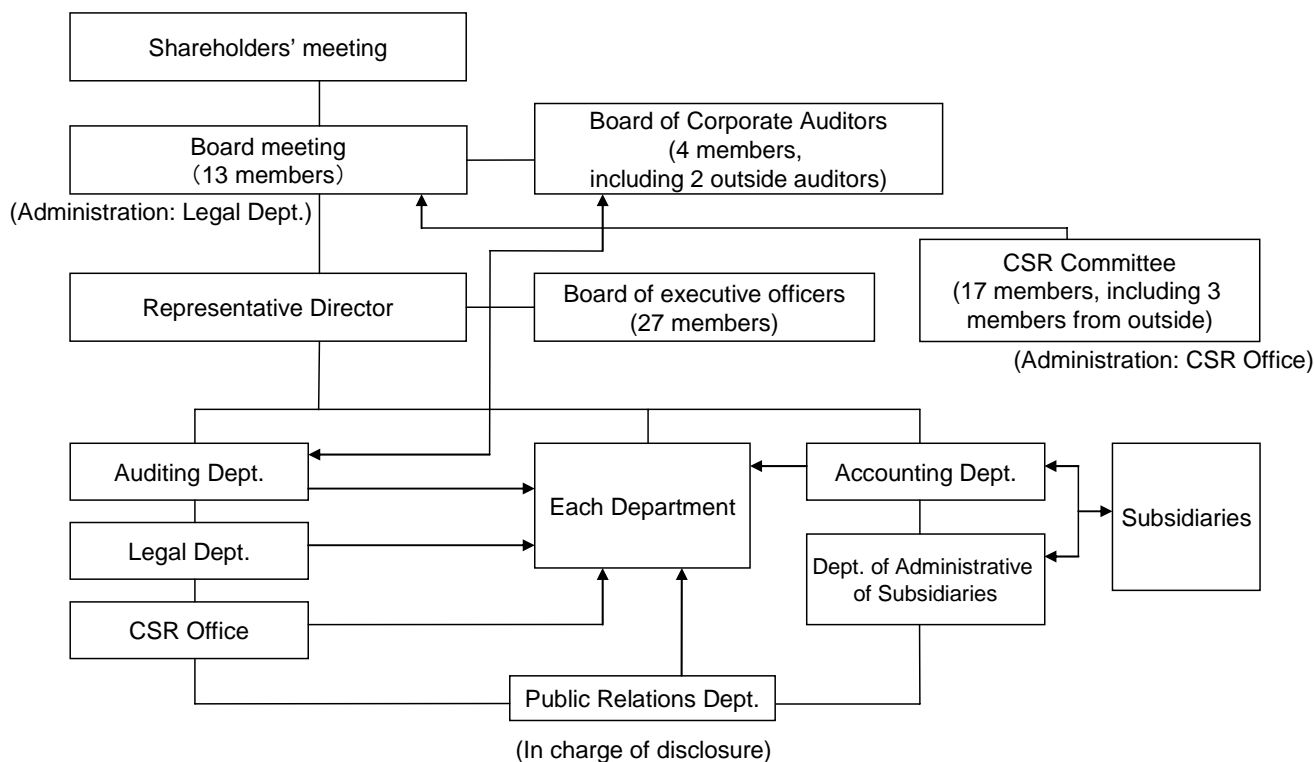 Shareholders’ meeting
Board meeting
（13 members）
(Administration: Legal Dept.)
Board of Corporate Auditors
(4 members,
including 2 outside auditors)
CSR Committee
(17 members, including 3
members from outside)
(Administration: CSR Office)
Representative Director
Board of executive officers
(27 members)
Auditing Dept.
Legal Dept.
CSR Office
Each Department
Accounting Dept.
Dept. of Administrative
of Subsidiaries
Subsidiaries
Public Relations Dept.
(In charge of disclosure)